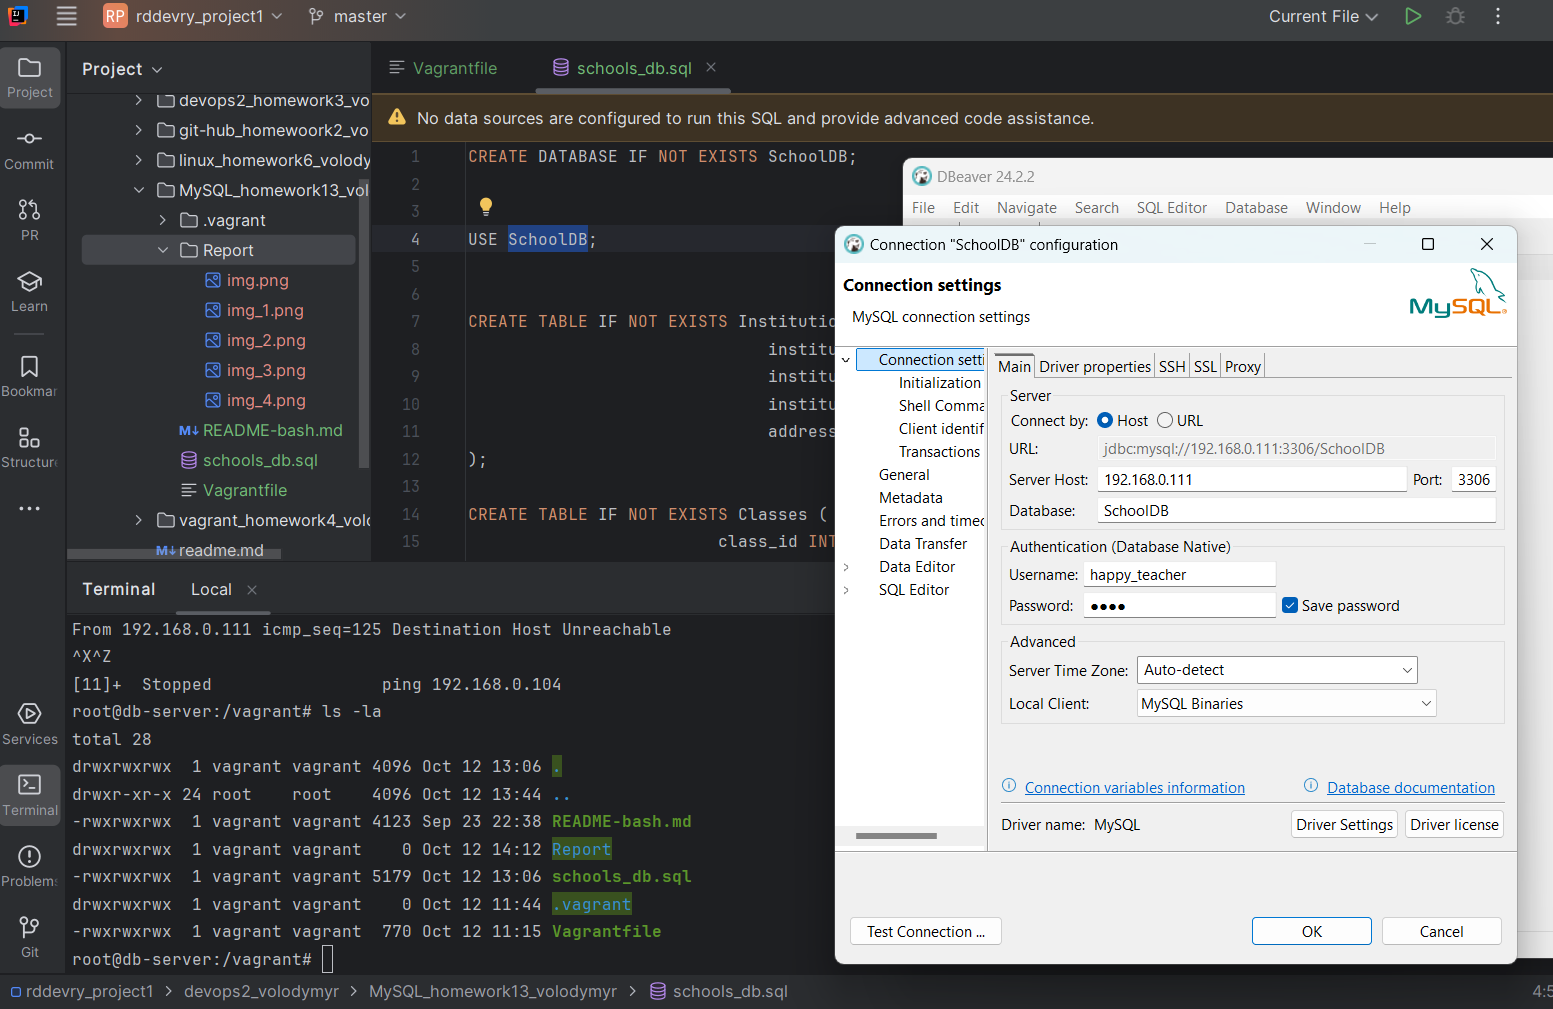 RP rddevry_project1 master Current File
Project
Project
Commit
PR
Learn
Bookmar
Structure
Services
Terminal
Problems
Git
devops2_homework3_vo
git-hub_homewoork2_vo
linux_homework6_volody
MySQL_homework13_vol
.vagrant
Report
img.png
img_1.png
img_2.png
img_3.png
img_4.png
M↓ README-bash.md
schools_db.sql
Vagrantfile
vagrant_homework4_volo
M↓ readme.md
Vagrantfile schools_db.sql
No data sources are configured to run this SQL and provide advanced code assistance.
1 CREATE DATABASE IF NOT EXISTS SchoolDB;
2
3
4 USE SchoolDB;
5
6
7 CREATE TABLE IF NOT EXISTS Institutio
8 institu
9 institu
10 institu
11 address
12 );
13
14 CREATE TABLE IF NOT EXISTS Classes (
15 class_id INT
Terminal Local
From 192.168.0.111 icmp_seq=125 Destination Host Unreachable
^X^Z
[11]+ Stopped ping 192.168.0.104
root@db-server:/vagrant# ls -la
total 28
drwxrwxrwx 1 vagrant vagrant 4096 Oct 12 13:06 .
drwxr-xr-x 24 root root 4096 Oct 12 13:44 ..
-rwxrwxrwx 1 vagrant vagrant 4123 Sep 23 22:38 README-bash.md
drwxrwxrwx 1 vagrant vagrant 0 Oct 12 14:12 Report
-rwxrwxrwx 1 vagrant vagrant 5179 Oct 12 13:06 schools_db.sql
drwxrwxrwx 1 vagrant vagrant 0 Oct 12 11:44 .vagrant
-rwxrwxrwx 1 vagrant vagrant 770 Oct 12 11:15 Vagrantfile
root@db-server:/vagrant#
rddevry_project1 > devops2_volodymyr > MySQL_homework13_volodymyr > schools_db.sql 4:5
DBeaver 24.2.2
File Edit Navigate Search SQL Editor Database Window Help
Connection "SchoolDB" configuration
Connection settings
MySQL connection settings
MySQL
Connection setti
Initialization
Shell Comma
Client identif
Transactions
General
Metadata
Errors and timeo
Data Transfer
Data Editor
SQL Editor
Main Driver properties SSH SSL Proxy
Server
Connect by: Host URL
URL: jdbc:mysql://192.168.0.111:3306/SchoolDB
Server Host: 192.168.0.111 Port: 3306
Database: SchoolDB
Authentication (Database Native)
Username: happy_teacher
Password: ●●●● Save password
Advanced
Server Time Zone: Auto-detect
Local Client: MySQL Binaries
Connection variables information Database documentation
Driver name: MySQL Driver Settings Driver license
Test Connection ... OK Cancel